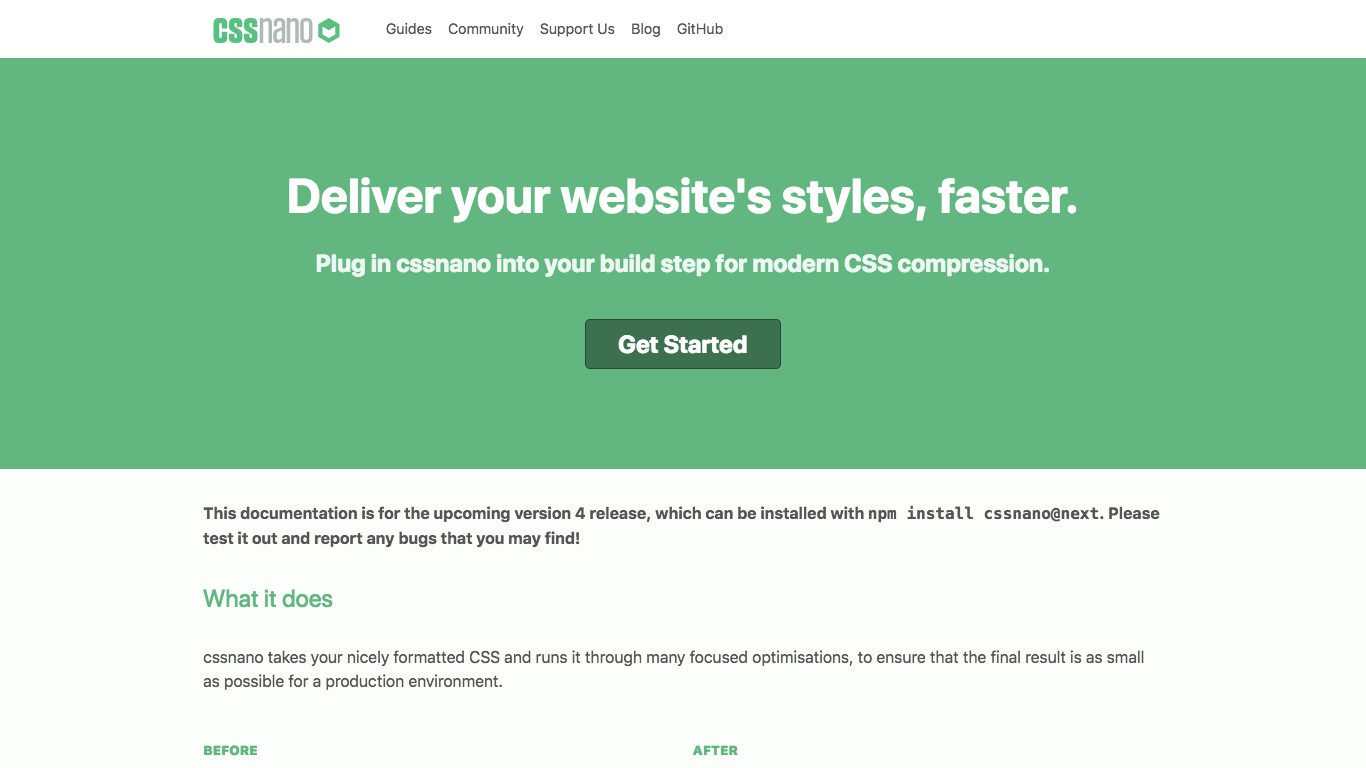 cssnano
Guides Community Support Us Blog GitHub
Deliver your website's styles, faster.
Plug in cssnano into your build step for modern CSS compression.
Get Started
This documentation is for the upcoming version 4 release, which can be installed with npm install cssnano@next. Please
test it out and report any bugs that you may find!
What it does
cssnano takes your nicely formatted CSS and runs it through many focused optimisations, to ensure that the final result is as small
as possible for a production environment.
BEFORE AFTER